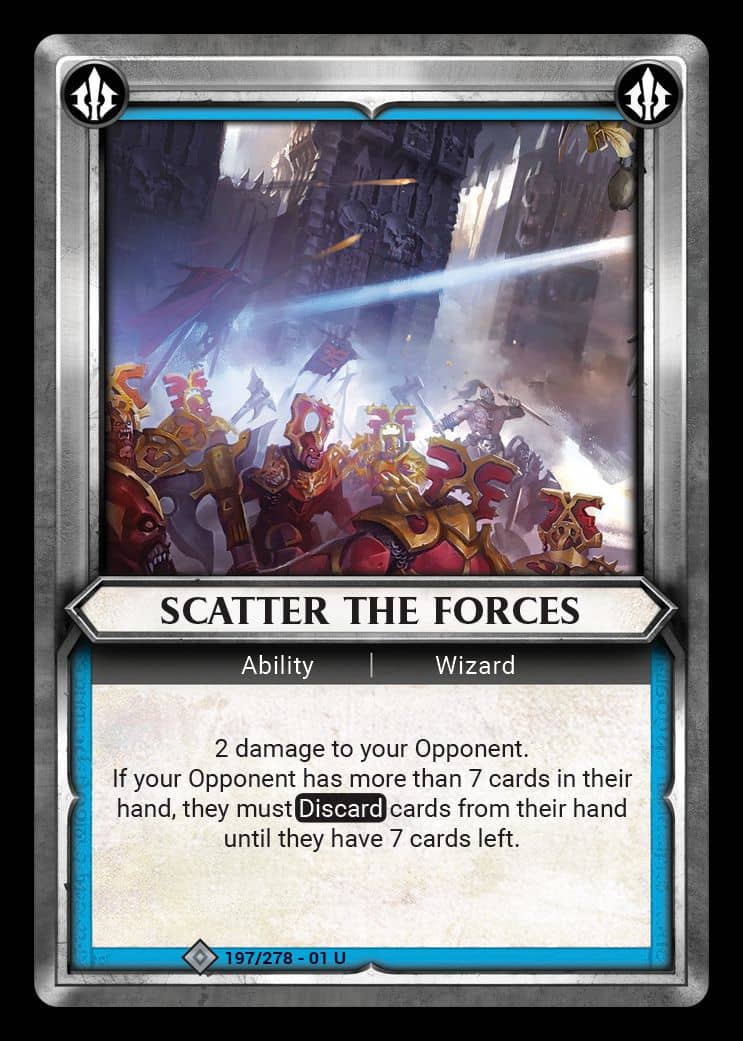 SCATTER THE FORCES
Ability | Wizard
2 damage to your Opponent.
If your Opponent has more than 7 cards in their
hand, they must Discard cards from their hand
until they have 7 cards left.
197/278 - 01 U